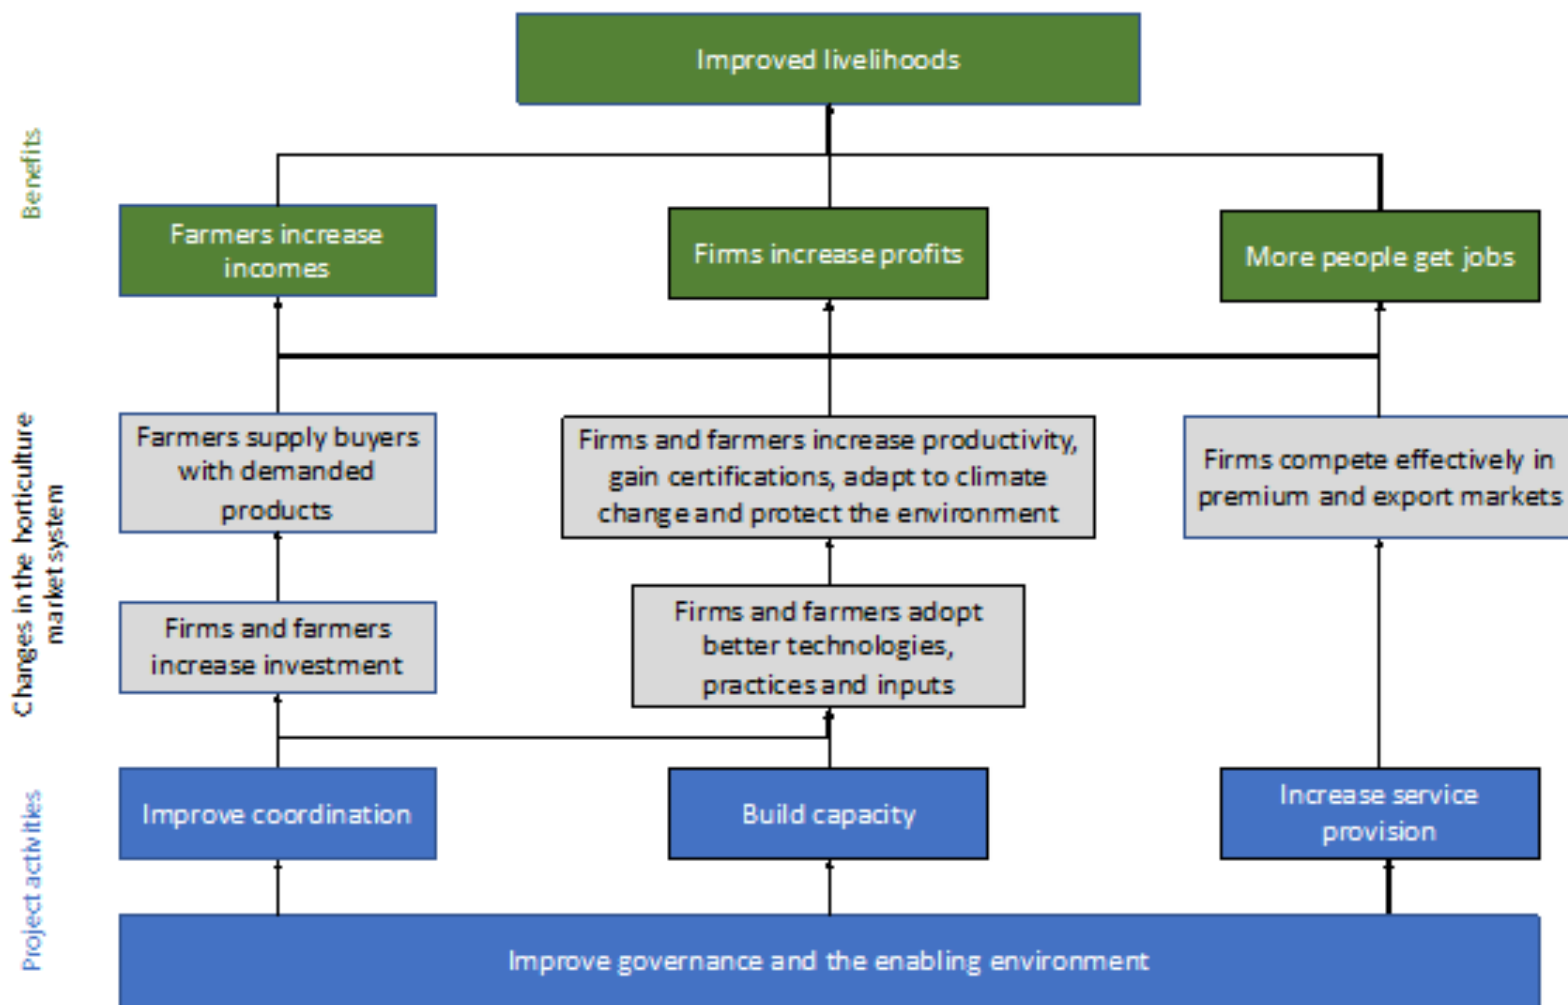 Improved livelihoods
Benefits
Farmers increase
incomes
Firms increase profits
More people get jobs
Changes in the horticulture
market system
Farmers supply buyers
with demanded
products
Firms and farmers increase productivity,
gain certifications, adapt to climate
change and protect the environment
Firms compete effectively in
premium and export markets
Firms and farmers
increase investment
Firms and farmers adopt
better technologies,
practices and inputs
Project activities
Improve coordination
Build capacity
Increase service
provision
Improve governance and the enabling environment